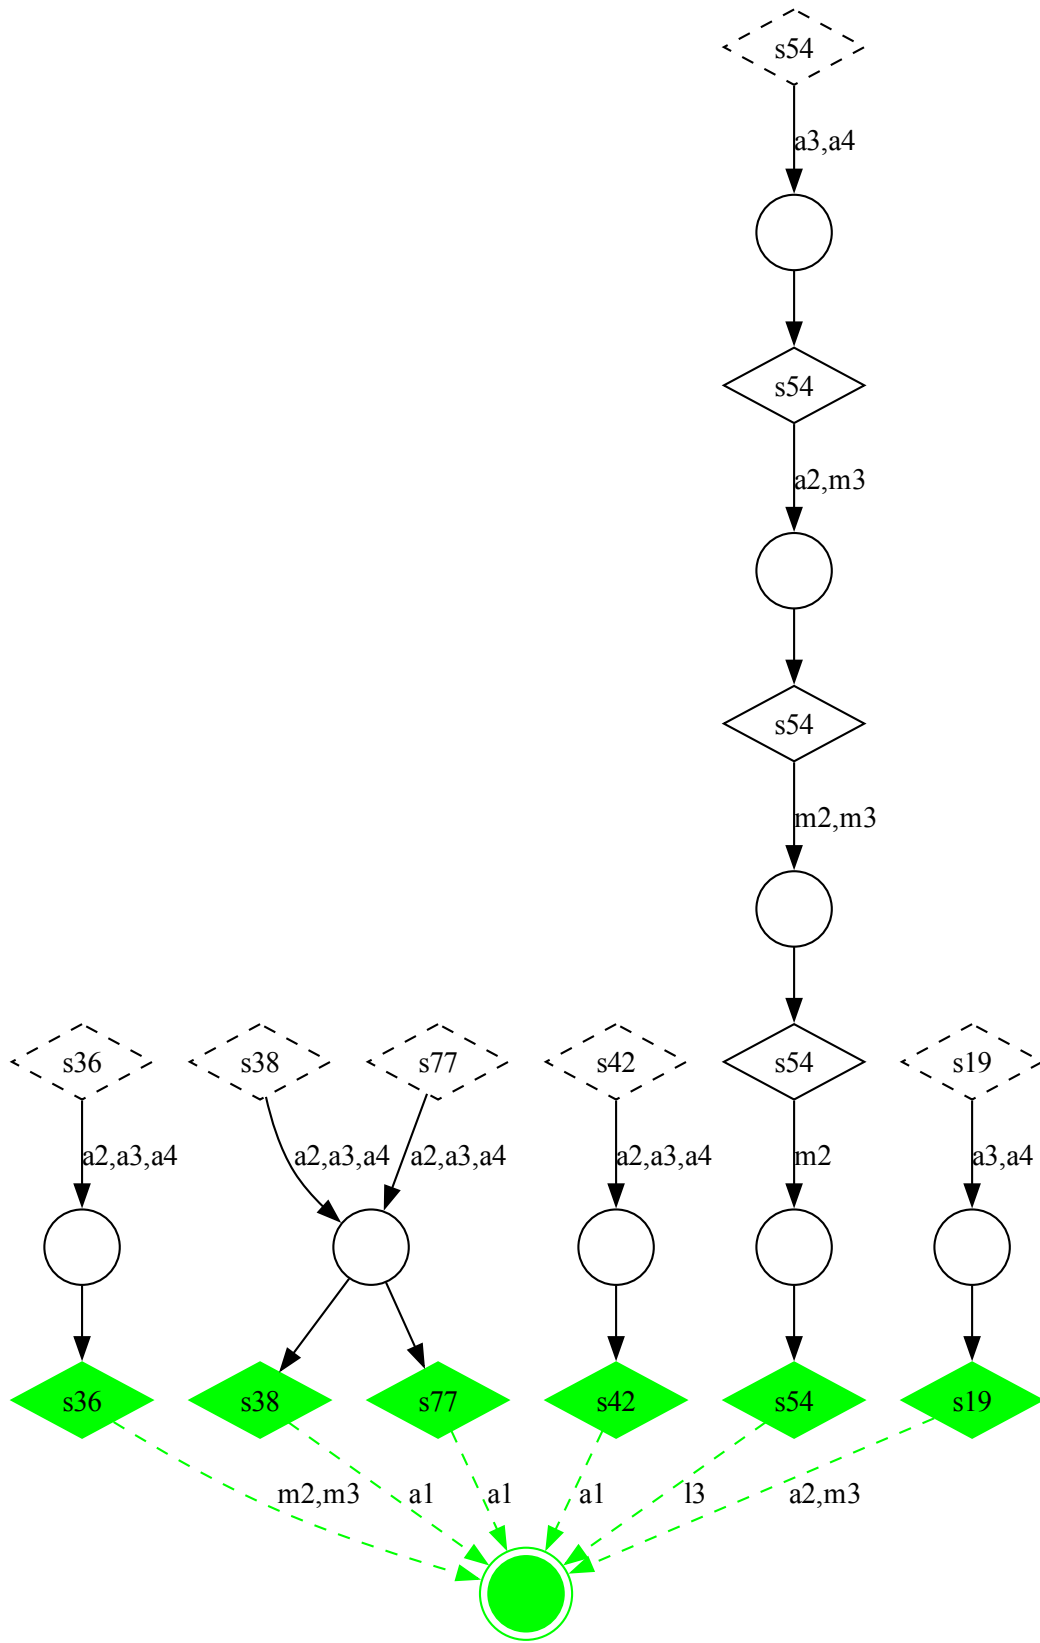 s54
a3,a4
s54
a2,m3
s54
m2,m3
s36 s38 s77 s42 s54 s19
a2,a3,a4 a2,a3,a4 a2,a3,a4 a2,a3,a4 m2 a3,a4
s36 s38 s77 s42 s54 s19
m2,m3 a1 a1 a1 l3 a2,m3